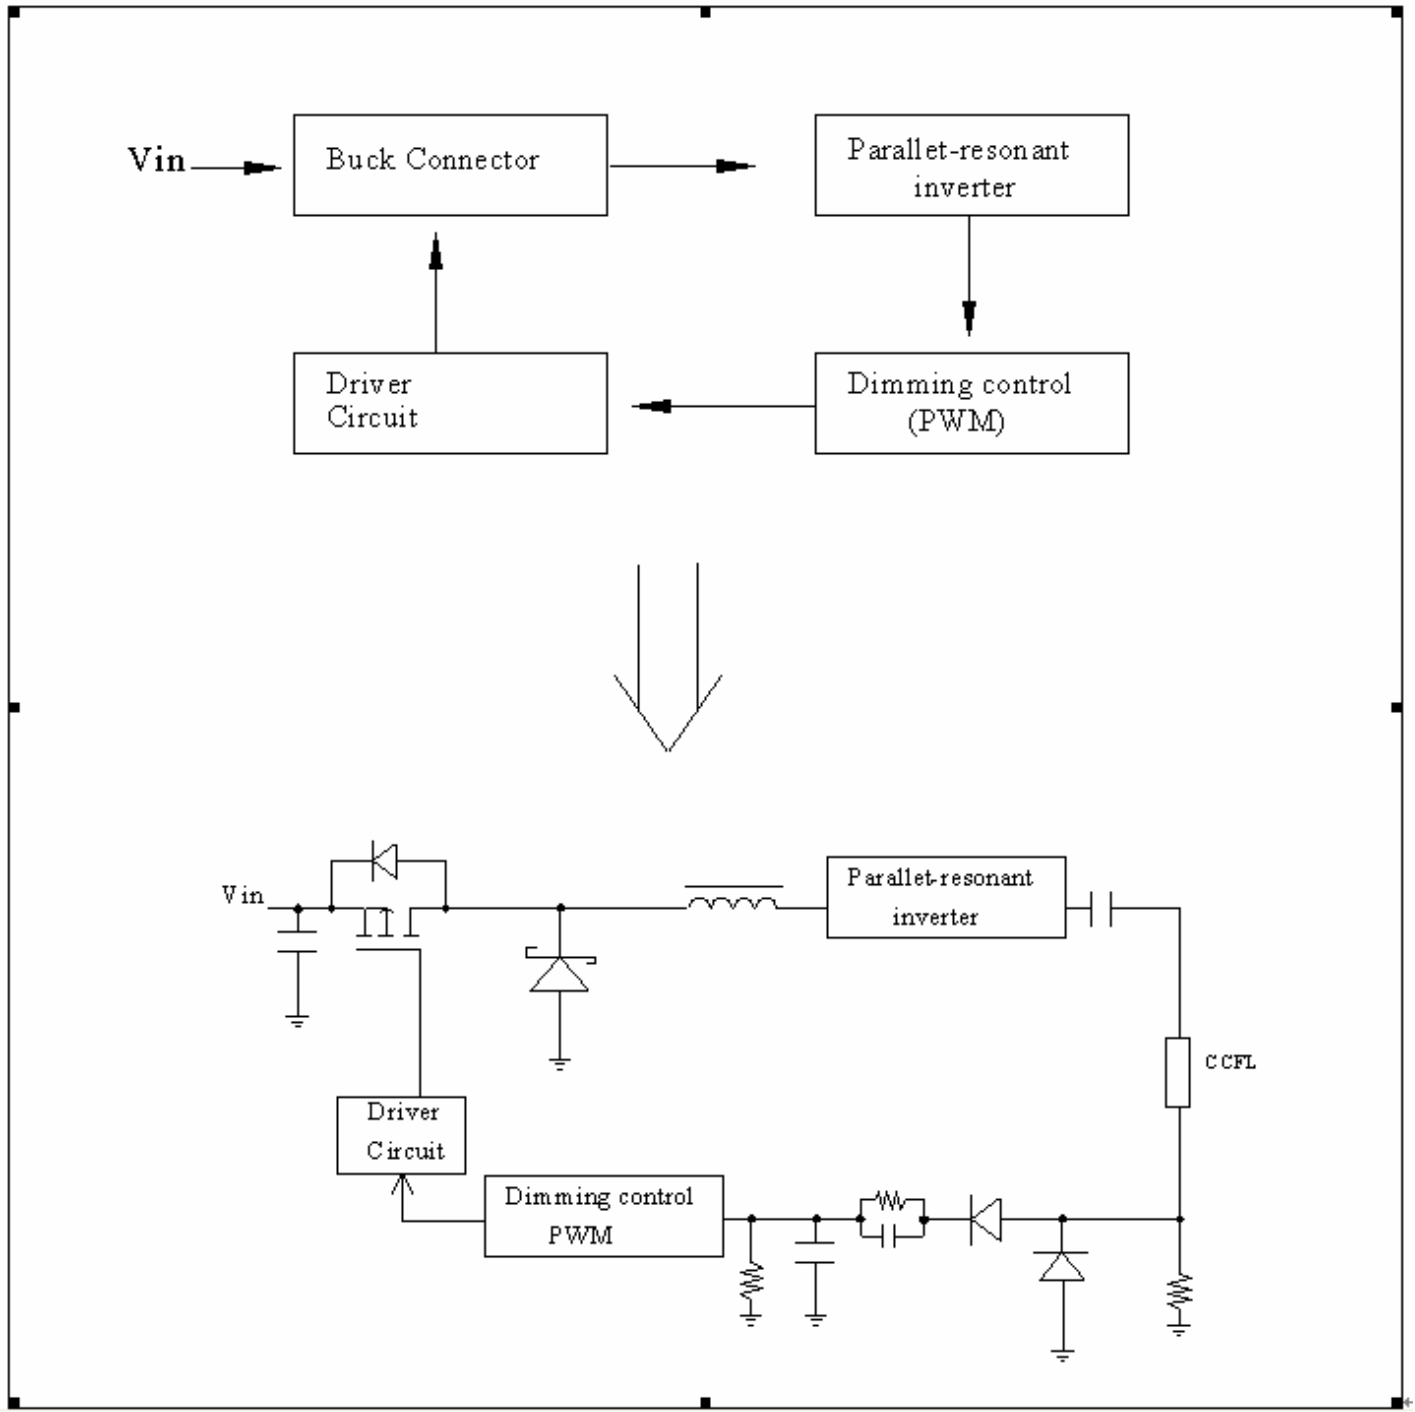 Vin
Buck Connector
Parallet-resonant
inverter
Driver
Circuit
Dimming control
(PWM)
Vin
Parallet-resonant
inverter
CCFL
Driver
Circuit
Dimming control
PWM